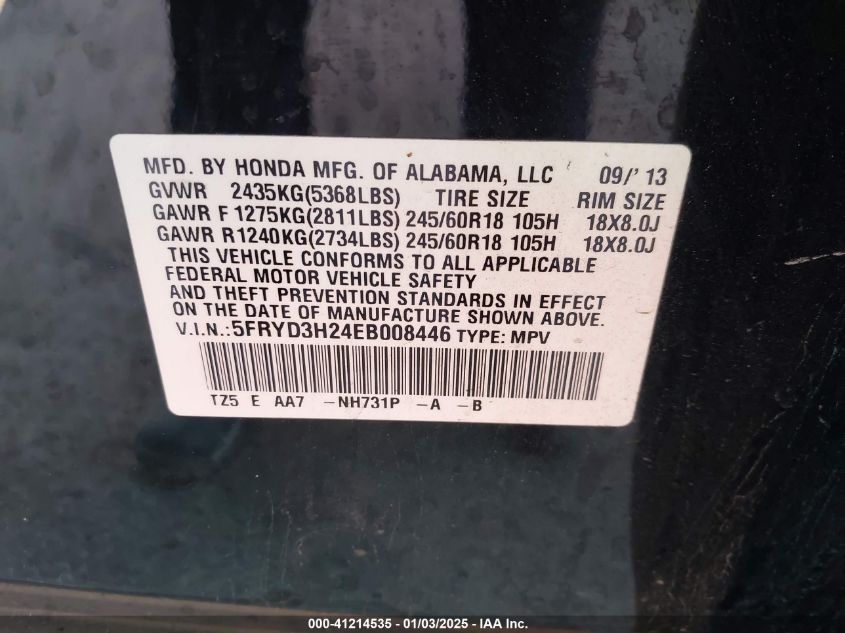 MFD. BY HONDA MFG. OF ALABAMA, LLC 09/' 13
GVWR 2435KG(5368LBS) TIRE SIZE RIM SIZE
GAWR F 1275KG(2811LBS) 245/60R18 105H 18X8.0J
GAWR R1240KG(2734LBS) 245/60R18 105H 18X8.0J
THIS VEHICLE CONFORMS TO ALL APPLICABLE
FEDERAL MOTOR VEHICLE SAFETY
AND THEFT PREVENTION STANDARDS IN EFFECT
ON THE DATE OF MANUFACTURE SHOWN ABOVE.
V.I.N.:5FRYD3H24EB008446 TYPE: MPV
TZ5 E AA7 -NH731P -A -B
000-41214535 - 01/03/2025 - IAA Inc.